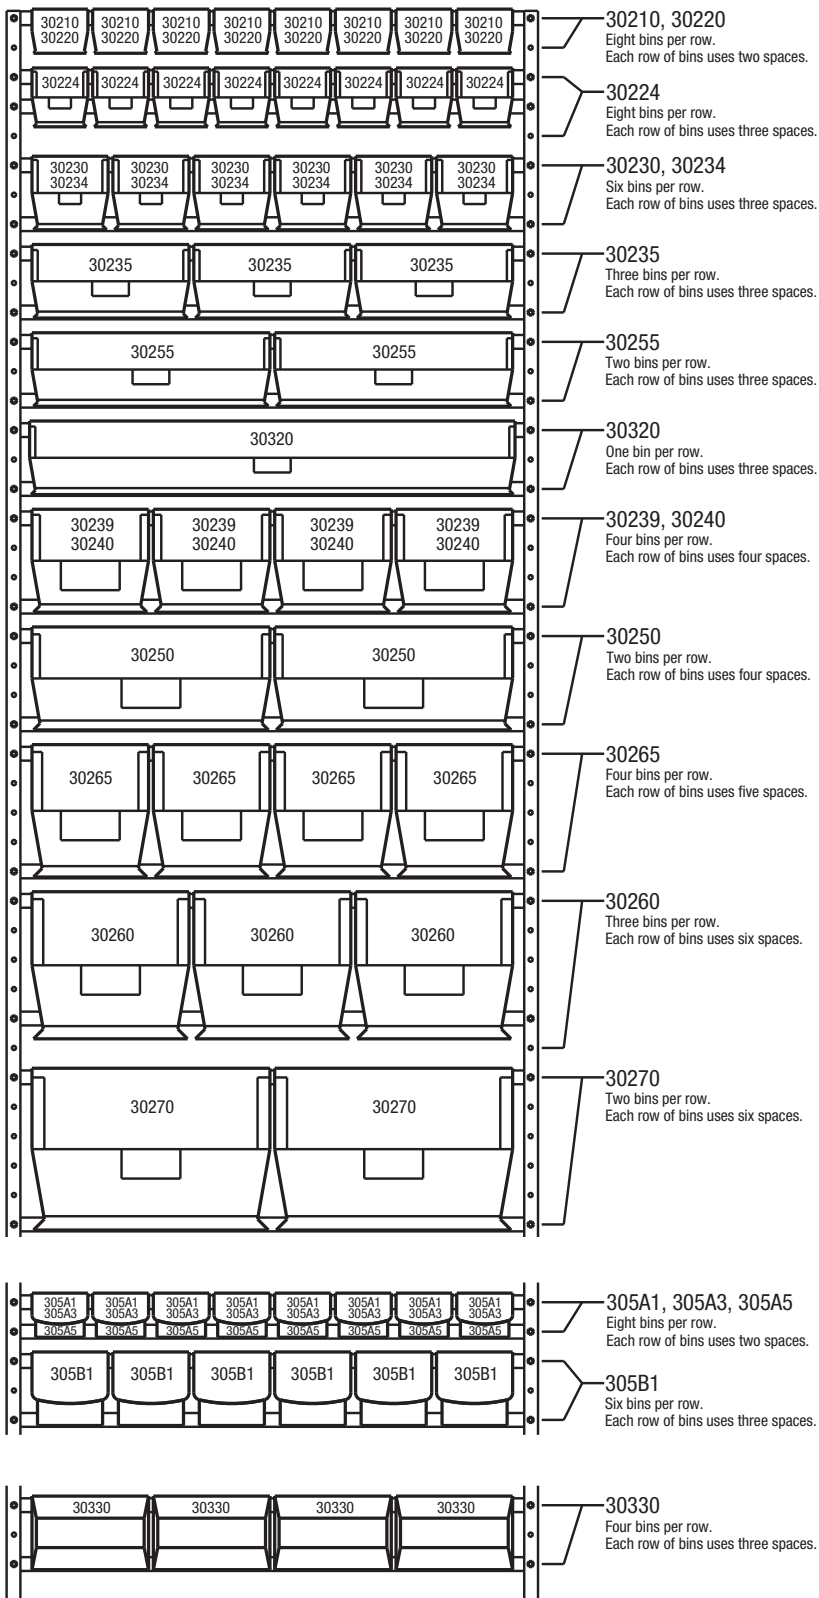 30210 30210 30210 30210 30210 30210 30210 30210
30220 30220 30220 30220 30220 30220 30220 30220
30210, 30220
Eight bins per row.
Each row of bins uses two spaces.
30224 30224 30224 30224 30224 30224 30224 30224
30224
Eight bins per row.
Each row of bins uses three spaces.
30230 30230 30230 30230 30230 30230
30234 30234 30234 30234 30234 30234
30230, 30234
Six bins per row.
Each row of bins uses three spaces.
30235 30235 30235
30235
Three bins per row.
Each row of bins uses three spaces.
30255 30255
30255
Two bins per row.
Each row of bins uses three spaces.
30320
30320
One bin per row.
Each row of bins uses three spaces.
30239 30239 30239 30239
30240 30240 30240 30240
30239, 30240
Four bins per row.
Each row of bins uses four spaces.
30250 30250
30250
Two bins per row.
Each row of bins uses four spaces.
30265 30265 30265 30265
30265
Four bins per row.
Each row of bins uses five spaces.
30260 30260 30260
30260
Three bins per row.
Each row of bins uses six spaces.
30270 30270
30270
Two bins per row.
Each row of bins uses six spaces.
305A1 305A1 305A1 305A1 305A1 305A1 305A1 305A1
305A3 305A3 305A3 305A3 305A3 305A3 305A3 305A3
305A5 305A5 305A5 305A5 305A5 305A5 305A5 305A5
305A1, 305A3, 305A5
Eight bins per row.
Each row of bins uses two spaces.
305B1 305B1 305B1 305B1 305B1 305B1
305B1
Six bins per row.
Each row of bins uses three spaces.
30330 30330 30330 30330
30330
Four bins per row.
Each row of bins uses three spaces.